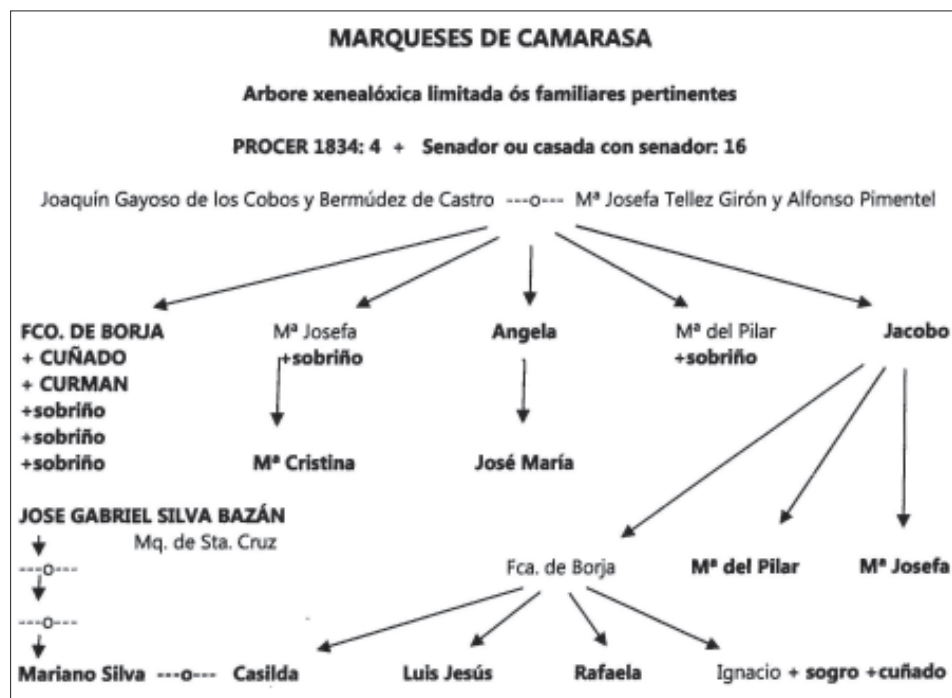 MARQUESES DE CAMARASA
Arbore xenealóxica limitada ós familiares pertinentes
PROCER 1834: 4 + Senador ou casada con senador: 16
Joaquín Gayoso de los Cobos y Bermúdez de Castro ---o--- Mª Josefa Tellez Girón y Alfonso Pimentel
FCO. DE BORJA Mª Josefa Angela Mª del Pilar Jacobo
+ CUÑADO +sobriño +sobriño
+ CURMAN
+sobriño
+sobriño
+sobriño Mª Cristina José María
JOSE GABRIEL SILVA BAZÁN
Mq. de Sta. Cruz
---o--- Fca. de Borja Mª del Pilar Mª Josefa
---o---
Mariano Silva ---o--- Casilda Luis Jesús Rafaela Ignacio + sogro +cuñado